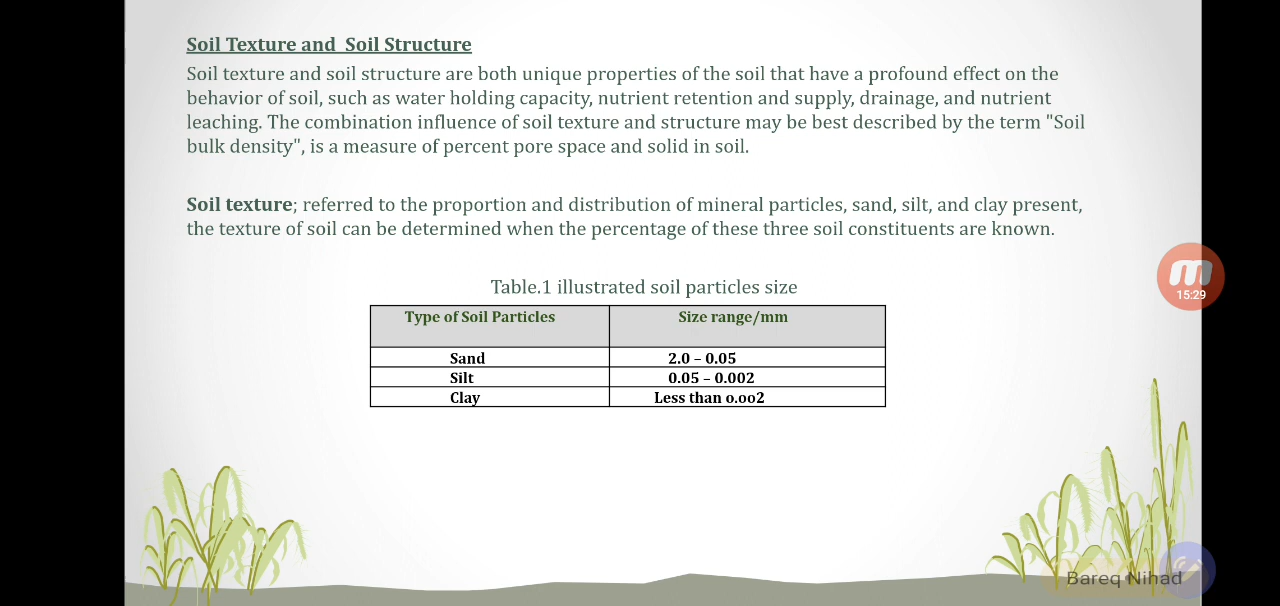 Soil Texture and Soil Structure
Soil texture and soil structure are both unique properties of the soil that have a profound effect on the
behavior of soil, such as water holding capacity, nutrient retention and supply, drainage, and nutrient
leaching. The combination influence of soil texture and structure may be best described by the term "Soil
bulk density", is a measure of percent pore space and solid in soil.
Soil texture; referred to the proportion and distribution of mineral particles, sand, silt, and clay present,
the texture of soil can be determined when the percentage of these three soil constituents are known.
Table.1 illustrated soil particles size
Type of Soil Particles Size range/mm
Sand 2.0 – 0.05
Silt 0.05 – 0.002
Clay Less than o.oo2
15:29
Bareq Nihad